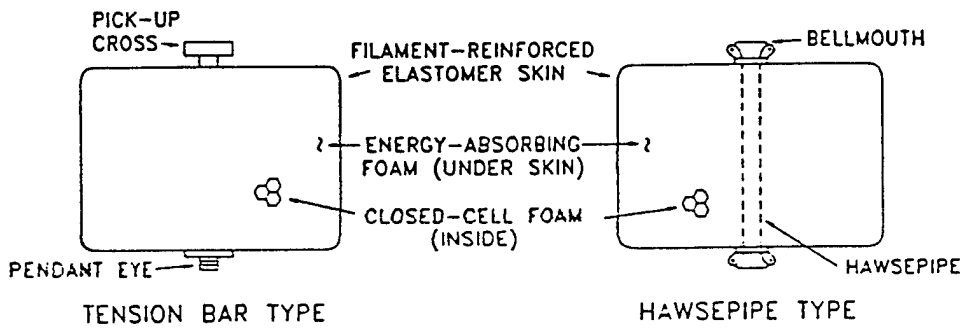 PICK-UP
CROSS
FILAMENT-REINFORCED
ELASTOMER SKIN
BELLMOUTH
ENERGY-ABSORBING
FOAM (UNDER SKIN)
CLOSED-CELL FOAM
(INSIDE)
PENDANT EYE
HAWSEPIPE
TENSION BAR TYPE
HAWSEPIPE TYPE